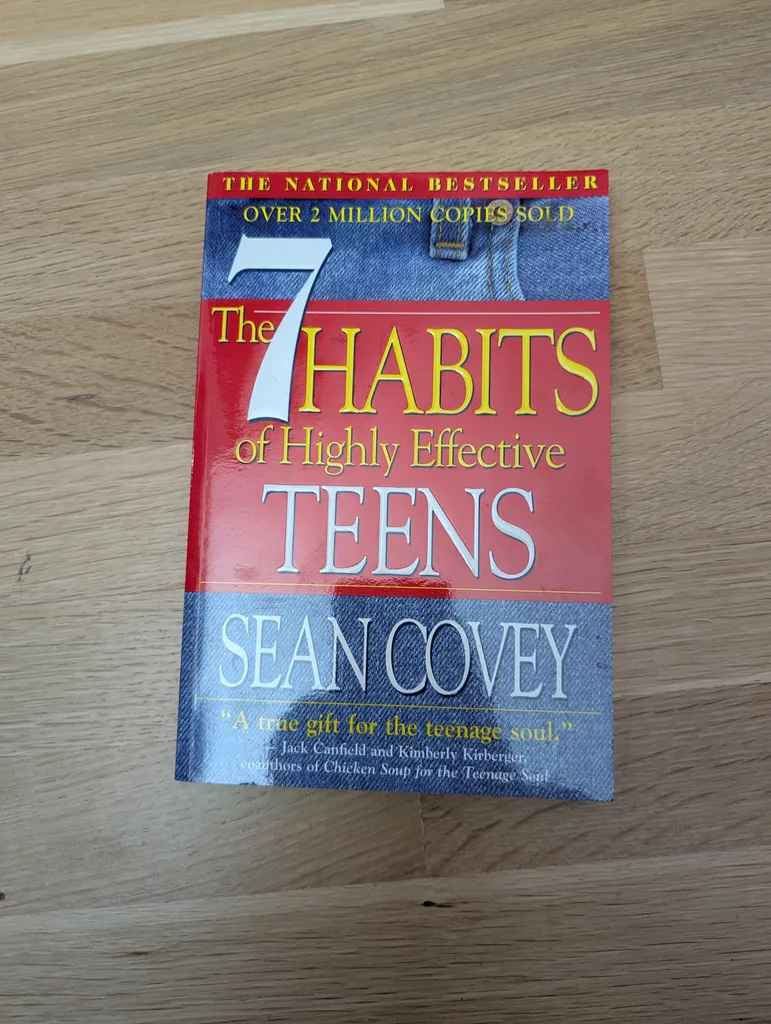 THE NATIONAL BESTSELLER
OVER 2 MILLION COPIES SOLD
The 7 HABITS
of Highly Effective
TEENS
SEAN COVEY
“A true gift for the teenage soul.”
— Jack Canfield and Kimberly Kirberger,
coauthors of Chicken Soup for the Teenage Soul